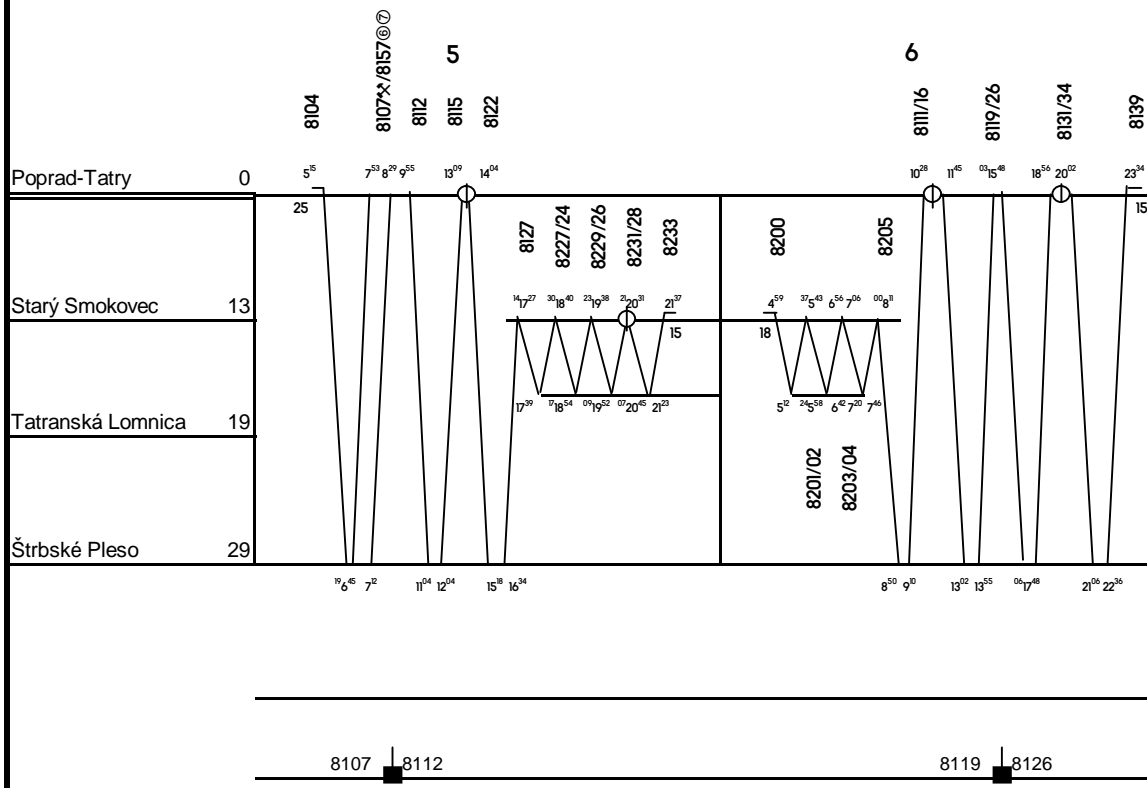 5 6
8104 8107⚒/8157⑥⑦ 8112 8115 8122 8111/16 8119/26 8131/34 8139
Poprad-Tatry 0 5¹⁵ 7⁵³ 8²⁹ 9⁵⁵ 13⁰⁹ 14⁰⁴ 10²⁸ 11⁴⁵ ⁰³15⁴⁸ 18⁵⁶ 20⁰² 23³⁴
25 15
8127 8227/24 8229/26 8231/28 8233 8200 8205
Starý Smokovec 13 ¹⁴17²⁷ ³⁰18⁴⁰ ²³19³⁸ ²¹20³¹ 21³⁷ 4⁵⁹ ³⁷5⁴³ 6⁵⁶ 7⁰⁶ ⁰⁰8¹¹
15 18
Tatranská Lomnica 19 17³⁹ ¹⁷18⁵⁴ ⁰⁹19⁵² ⁰⁷20⁴⁵ 21²³ 5¹² ²⁴5⁵⁸ 6⁴² 7²⁰ 7⁴⁶
8201/02 8203/04
Štrbské Pleso 29
¹⁹6⁴⁵ 7¹² 11⁰⁴ 12⁰⁴ 15¹⁸ 16³⁴ 8⁵⁰ 9¹⁰ 13⁰² 13⁵⁵ ⁰⁶17⁴⁸ 21⁰⁶ 22³⁶
8107 8112 8119 8126